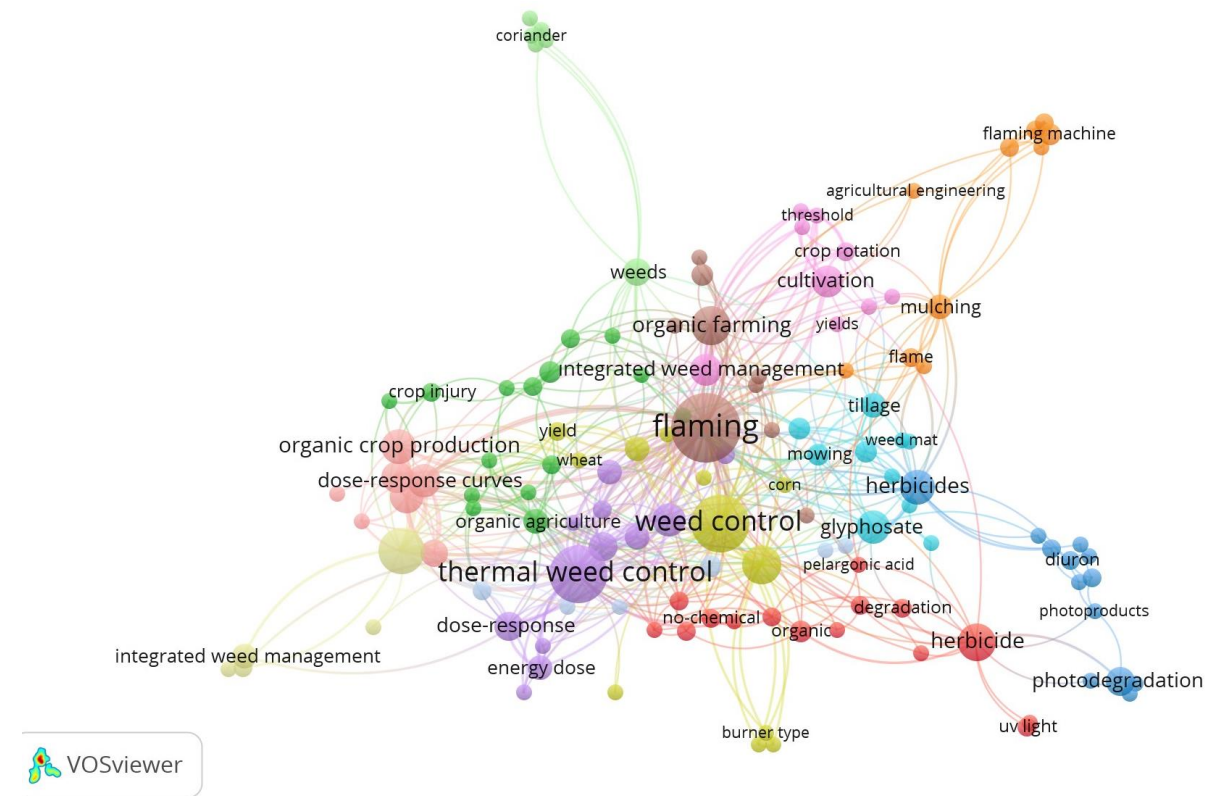 coriander
flaming machine
agricultural engineering
threshold
crop rotation
weeds
cultivation
mulching
organic farming
yields
flame
integrated weed management
crop injury
tillage
flaming
yield
organic crop production
weed mat
mowing
wheat
dose-response curves
corn
herbicides
organic agriculture
weed control
glyphosate
diuron
pelargonic acid
thermal weed control
degradation
photoproducts
no-chemical
dose-response
organic
herbicide
integrated weed management
energy dose
photodegradation
uv light
burner type
VOSviewer